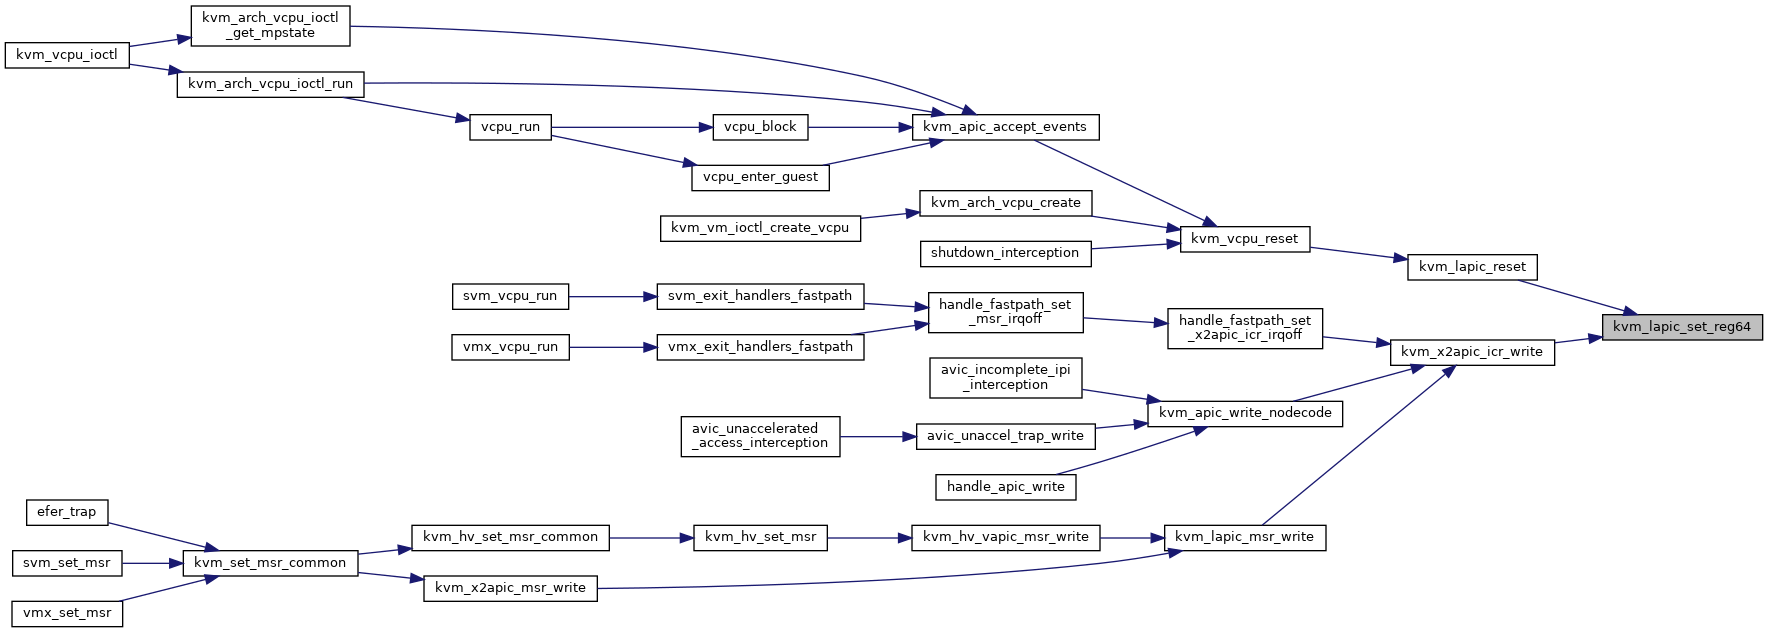 kvm_arch_vcpu_ioctl
_get_mpstate
kvm_vcpu_ioctl
kvm_arch_vcpu_ioctl_run
vcpu_run
vcpu_block
kvm_apic_accept_events
vcpu_enter_guest
kvm_arch_vcpu_create
kvm_vm_ioctl_create_vcpu
kvm_vcpu_reset
shutdown_interception
kvm_lapic_reset
svm_vcpu_run
svm_exit_handlers_fastpath
handle_fastpath_set
_msr_irqoff
handle_fastpath_set
_x2apic_icr_irqoff
kvm_lapic_set_reg64
vmx_vcpu_run
vmx_exit_handlers_fastpath
kvm_x2apic_icr_write
avic_incomplete_ipi
_interception
kvm_apic_write_nodecode
avic_unaccelerated
_access_interception
avic_unaccel_trap_write
handle_apic_write
efer_trap
kvm_hv_set_msr_common
kvm_hv_set_msr
kvm_hv_vapic_msr_write
kvm_lapic_msr_write
svm_set_msr
kvm_set_msr_common
kvm_x2apic_msr_write
vmx_set_msr